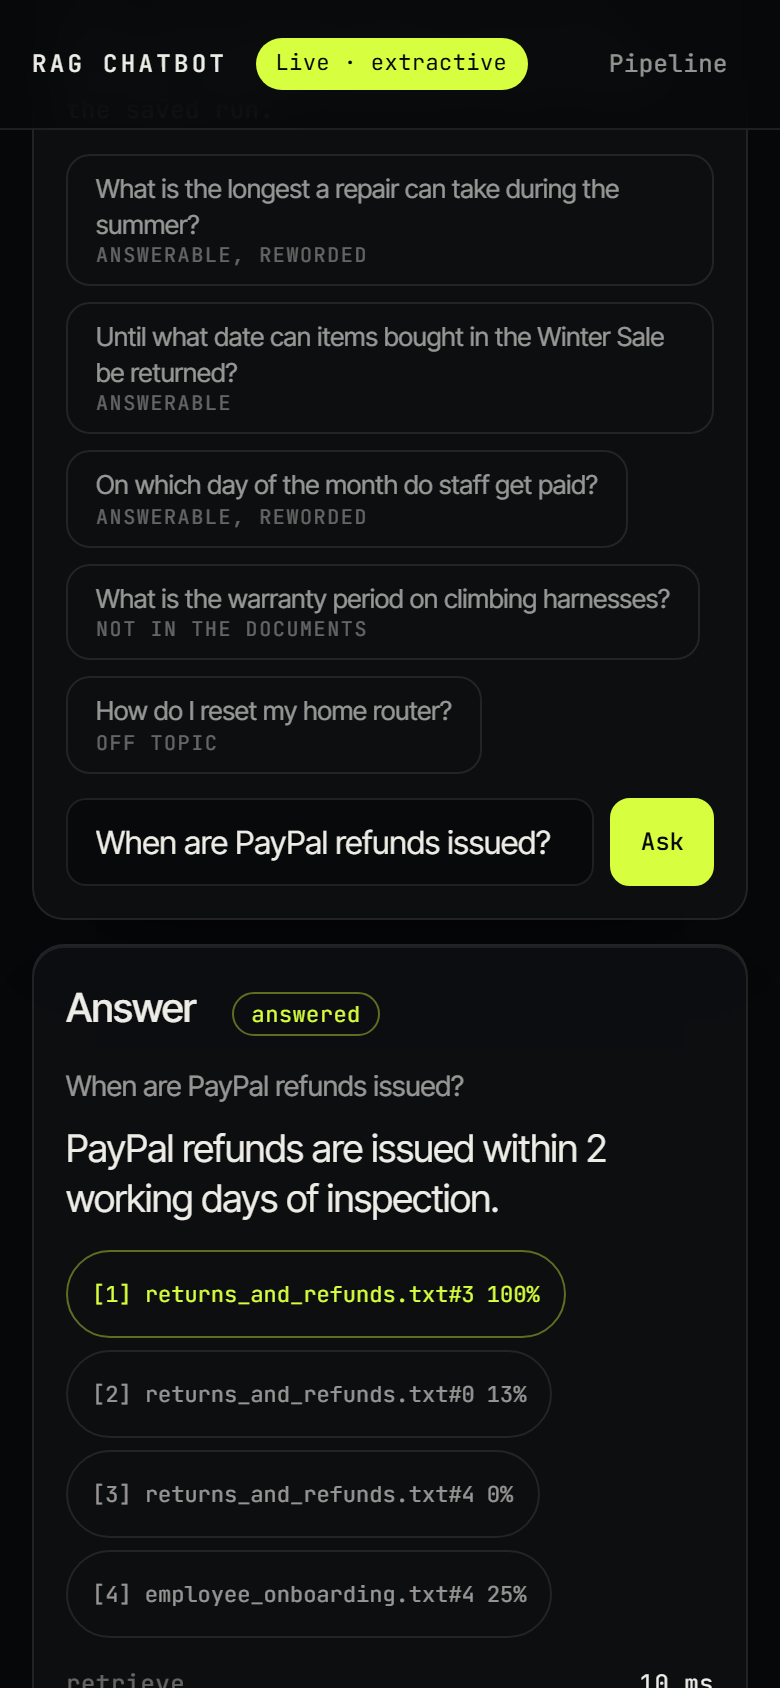 RAG CHATBOT
Live · extractive
Pipeline
the saved run.
What is the longest a repair can take during the
summer?
ANSWERABLE, REWORDED
Until what date can items bought in the Winter Sale
be returned?
ANSWERABLE
On which day of the month do staff get paid?
ANSWERABLE, REWORDED
What is the warranty period on climbing harnesses?
NOT IN THE DOCUMENTS
How do I reset my home router?
OFF TOPIC
When are PayPal refunds issued?
Ask
Answer
answered
When are PayPal refunds issued?
PayPal refunds are issued within 2
working days of inspection.
[1] returns_and_refunds.txt#3 100%
[2] returns_and_refunds.txt#0 13%
[3] returns_and_refunds.txt#4 0%
[4] employee_onboarding.txt#4 25%
retrieve
10 ms